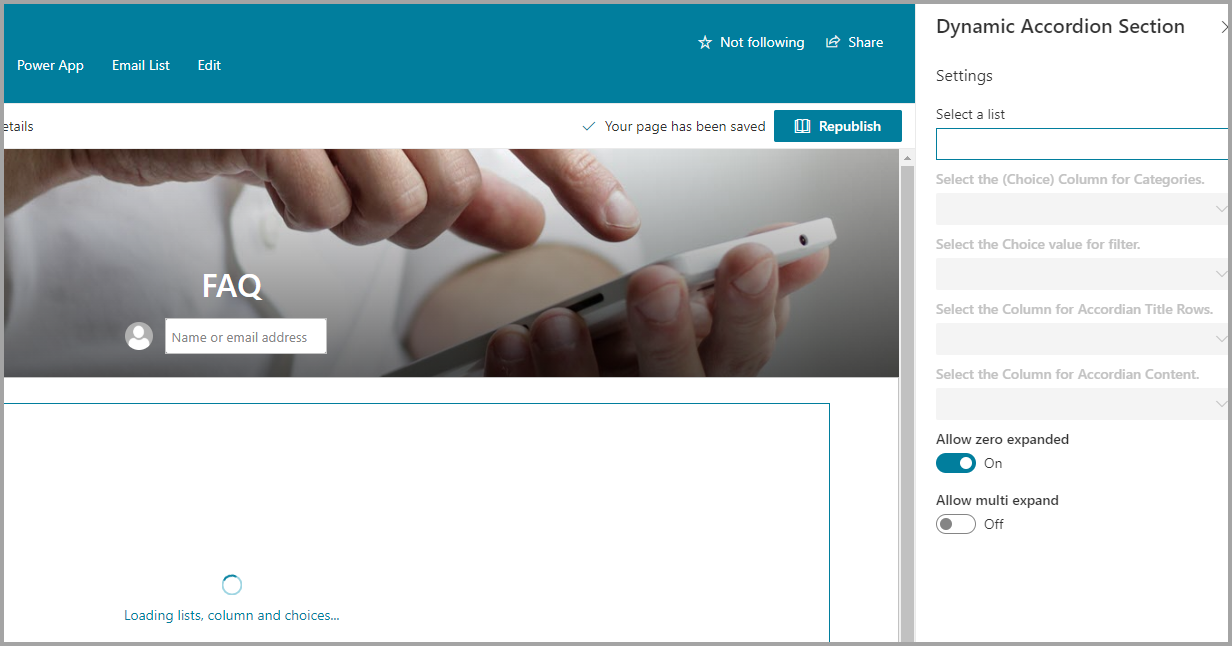 Power App
Email List
Edit
Not following
Share
etails
Your page has been saved
Republish
FAQ
Name or email address
Loading lists, column and choices...
Dynamic Accordion Section
Settings
Select a list
Select the (Choice) Column for Categories.
Select the Choice value for filter.
Select the Column for Accordian Title Rows.
Select the Column for Accordian Content.
Allow zero expanded
On
Allow multi expand
Off